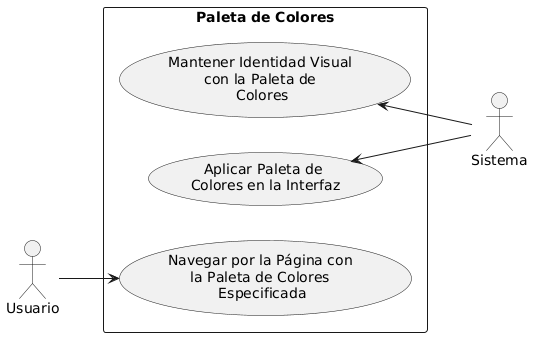 Paleta de Colores
Mantener Identidad Visual
con la Paleta de
Colores
Aplicar Paleta de
Colores en la Interfaz
Sistema
Navegar por la Página con
la Paleta de Colores
Especificada
Usuario